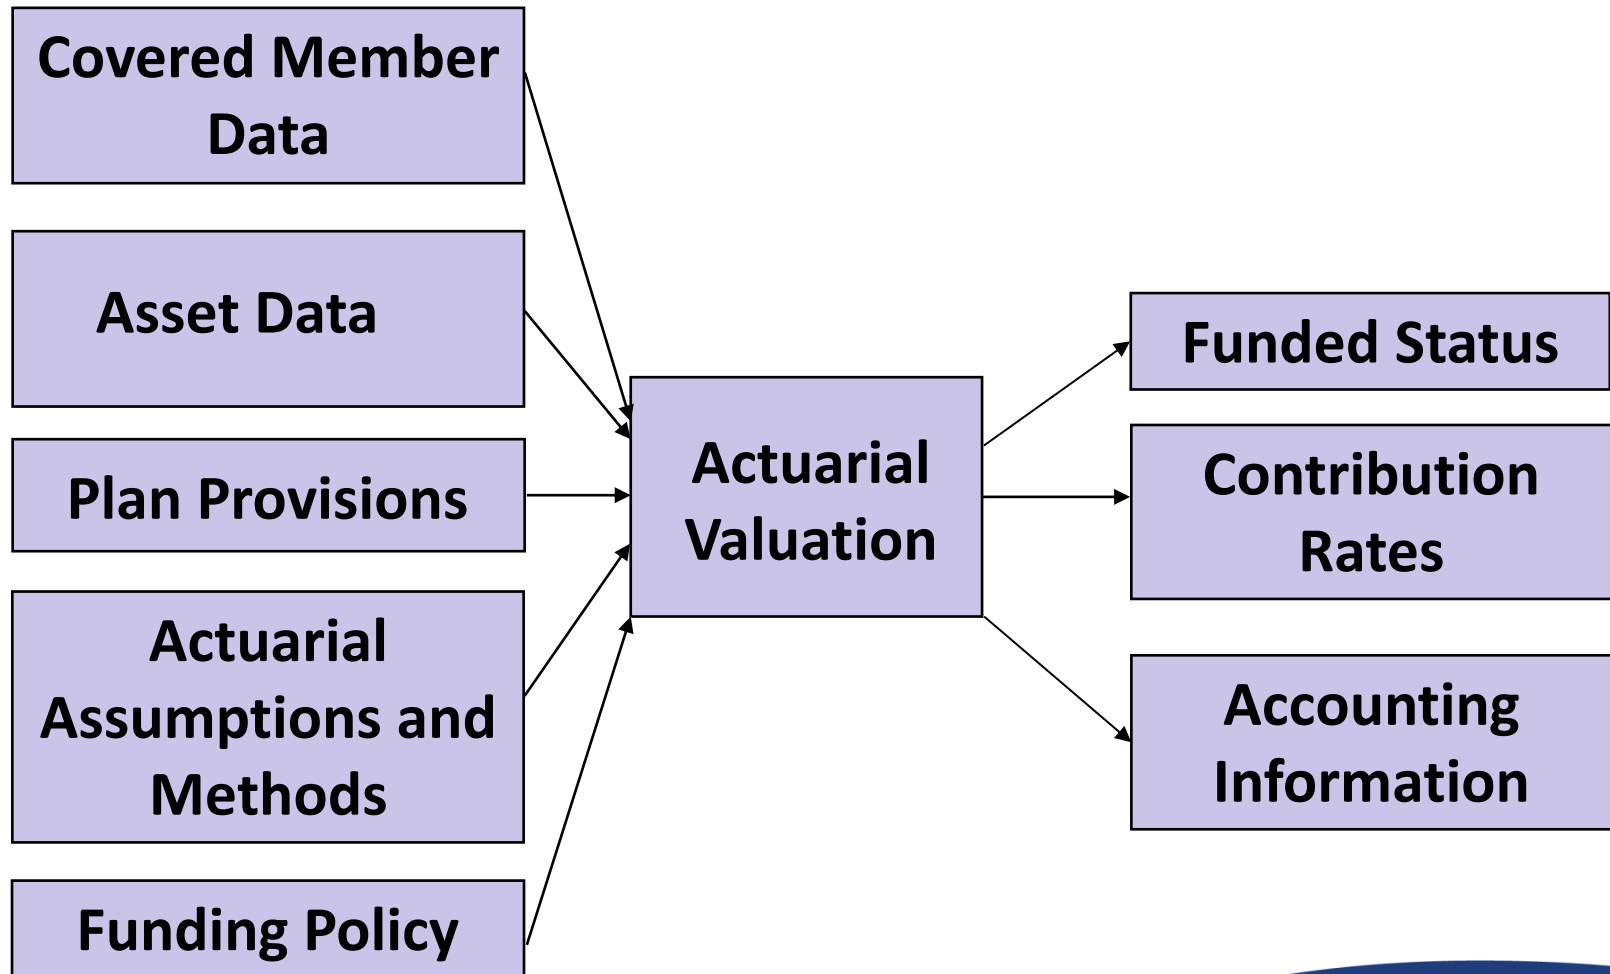 Covered Member
Data
Asset Data
Plan Provisions
Actuarial
Assumptions and
Methods
Funding Policy
Actuarial
Valuation
Funded Status
Contribution
Rates
Accounting
Information